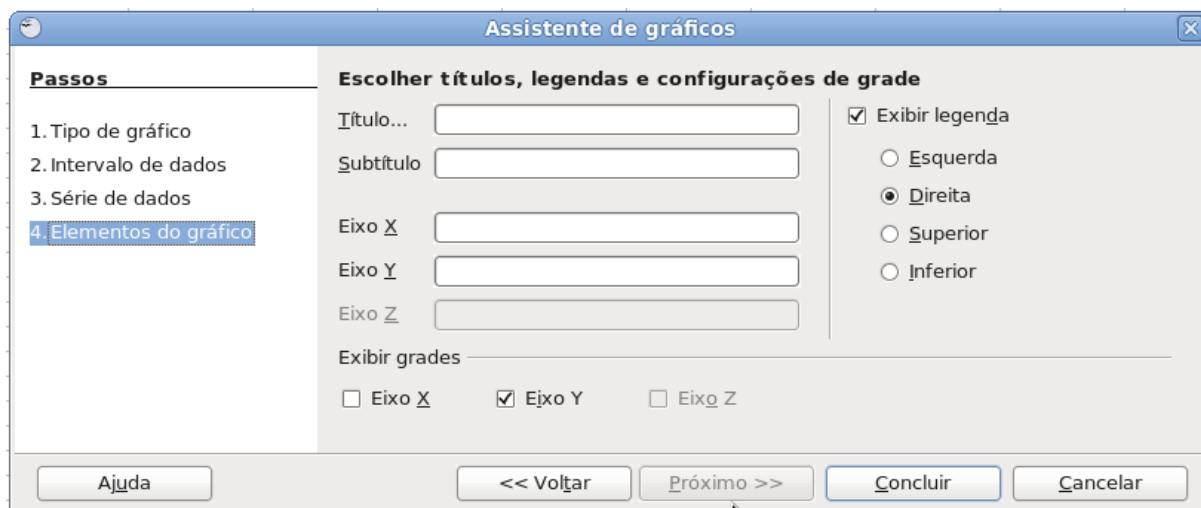 Assistente de gráficos
Passos
1. Tipo de gráfico
2. Intervalo de dados
3. Série de dados
4. Elementos do gráfico
Escolher títulos, legendas e configurações de grade
Título...
Subtítulo
Eixo X
Eixo Y
Eixo Z
Exibir legenda
Esquerda
Direita
Superior
Inferior
Exibir grades
Eixo X Eixo Y Eixo Z
Ajuda << Voltar Próximo >> Concluir Cancelar